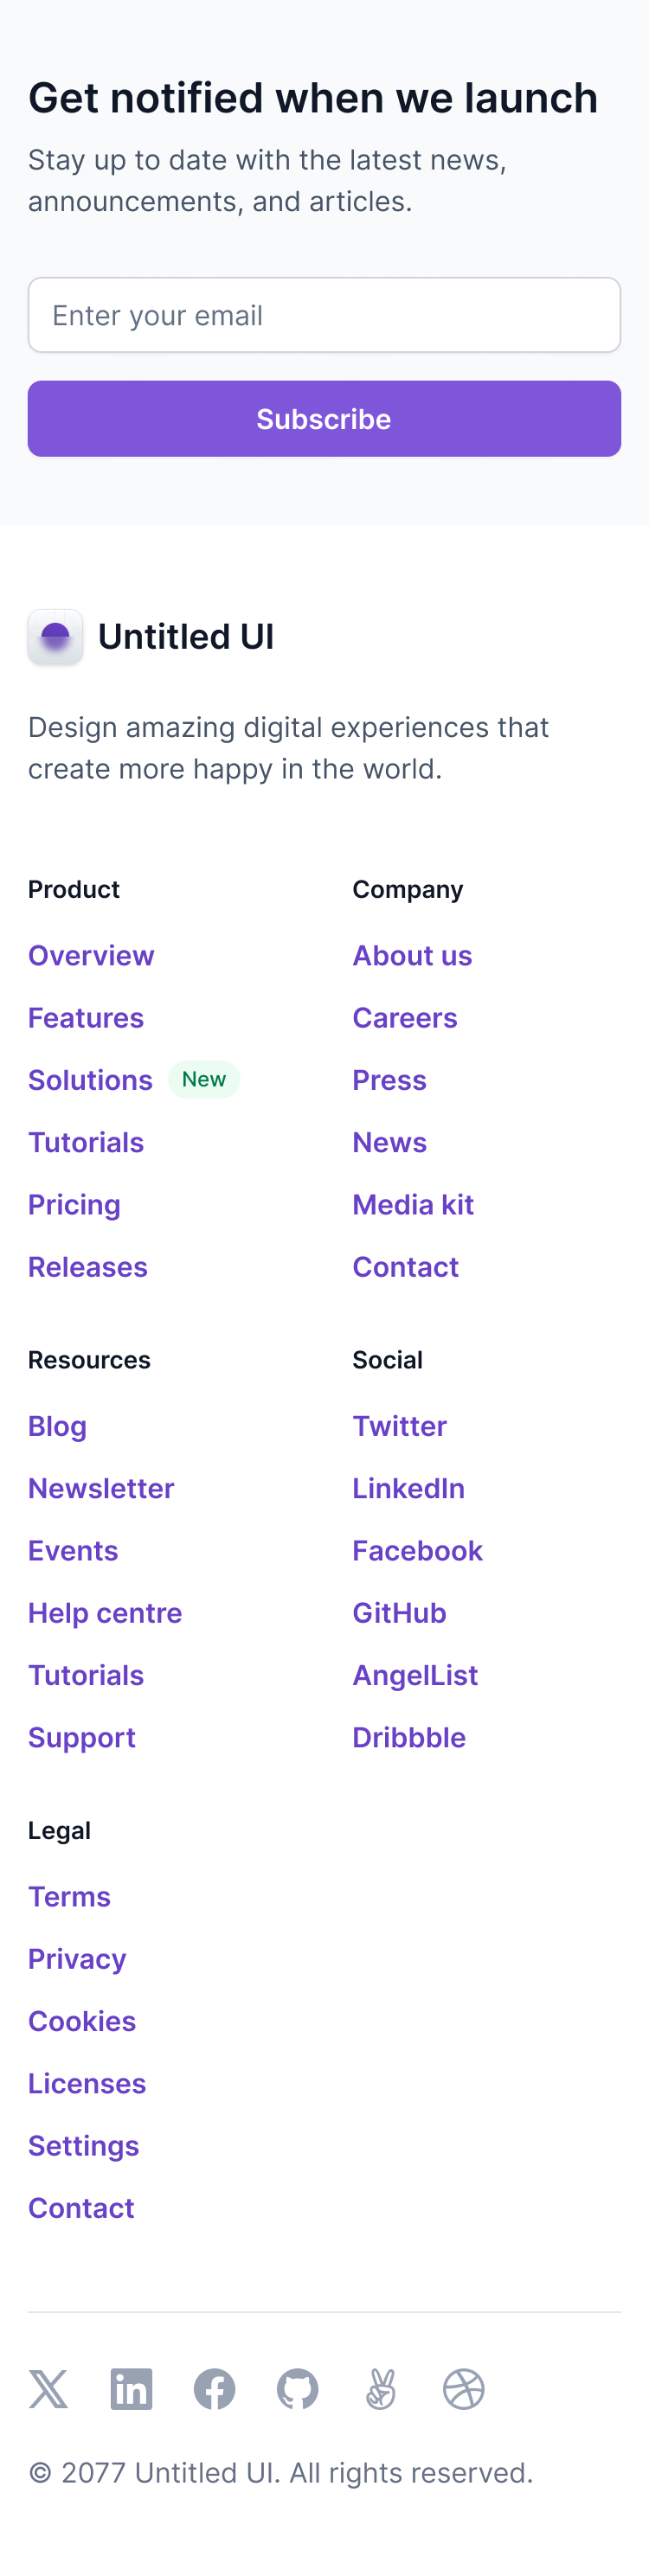 Get notified when we launch
Stay up to date with the latest news,
announcements, and articles.
Enter your email
Subscribe
Untitled UI
Design amazing digital experiences that
create more happy in the world.
Product
Overview
Features
Solutions New
Tutorials
Pricing
Releases
Company
About us
Careers
Press
News
Media kit
Contact
Resources
Blog
Newsletter
Events
Help centre
Tutorials
Support
Social
Twitter
LinkedIn
Facebook
GitHub
AngelList
Dribbble
Legal
Terms
Privacy
Cookies
Licenses
Settings
Contact
© 2077 Untitled UI. All rights reserved.